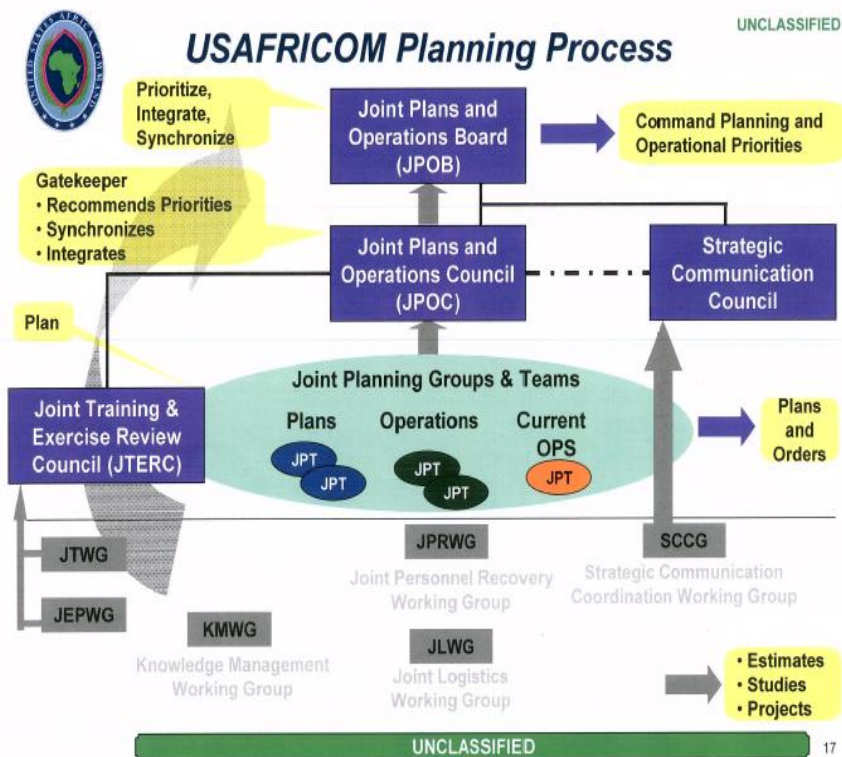 UNCLASSIFIED
USAFRICOM Planning Process
UNITED STATES AFRICA COMMAND
Prioritize,
Integrate,
Synchronize
Joint Plans and
Operations Board
(JPOB)
Command Planning and
Operational Priorities
Gatekeeper
• Recommends Priorities
• Synchronizes
• Integrates
Joint Plans and
Operations Council
(JPOC)
Strategic
Communication
Council
Plan
Joint Planning Groups & Teams
Joint Training &
Exercise Review
Council (JTERC)
Plans
JPT
JPT
Operations
JPT
JPT
Current
OPS
JPT
Plans
and
Orders
JTWG
JEPWG
JPRWG
Joint Personnel Recovery
Working Group
SCCG
Strategic Communication
Coordination Working Group
KMWG
Knowledge Management
Working Group
JLWG
Joint Logistics
Working Group
• Estimates
• Studies
• Projects
UNCLASSIFIED
17